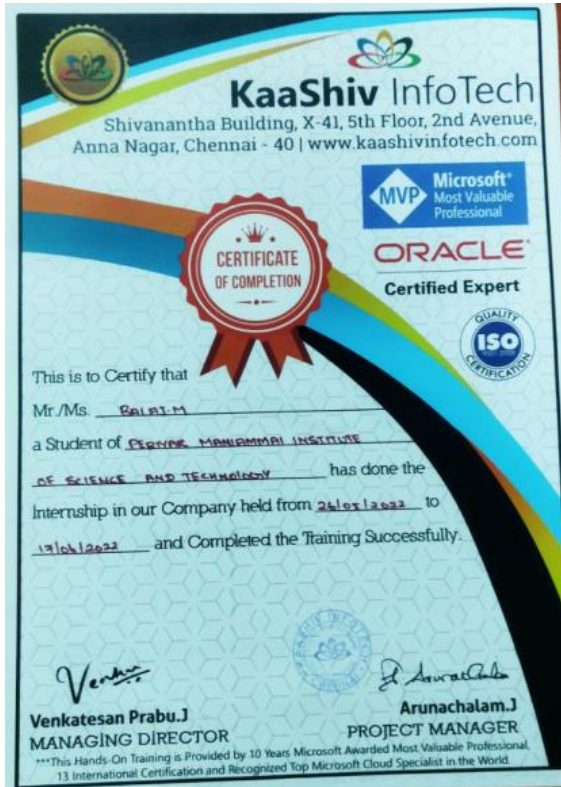 KaaShiv InfoTech
Shivanantha Building, X-41, 5th Floor, 2nd Avenue,
Anna Nagar, Chennai - 40 | www.kaashivinfotech.com
MVP
Microsoft®
Most Valuable
Professional
ORACLE®
Certified Expert
CERTIFICATE
OF COMPLETION
QUALITY
ISO
CERTIFICATION
This is to Certify that
Mr./Ms. BALAJI.M
a Student of PERIYAR MANIAMMAI INSTITUTE
OF SCIENCE AND TECHNOLOGY has done the
Internship in our Company held from 26/05/2022 to
17/06/2022 and Completed the Training Successfully.
KAASHIV INFOTECH
CHENNAI
Venkatesan Prabu.J
MANAGING DIRECTOR
Arunachalam.J
PROJECT MANAGER
***This Hands-On Training is Provided by 10 Years Microsoft Awarded Most Valuable Professional,
13 International Certification and Recognized Top Microsoft Cloud Specialist in the World.